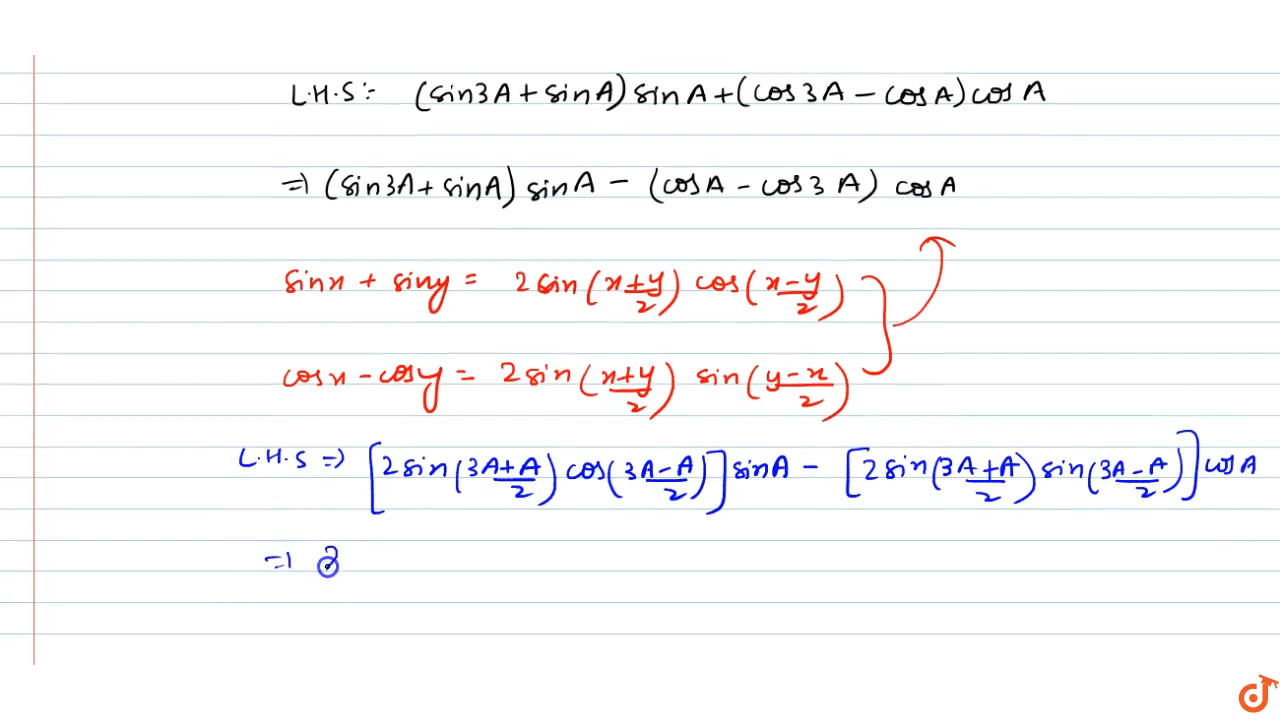 L.H.S :- (sin3A + sinA) sinA + (cos3A - cosA) cosA
=> (sin3A + sinA) sinA - (cosA - cos3A) cosA
sinx + siny = 2sin((x+y)/2) cos((x-y)/2)
cosx - cosy = 2sin((x+y)/2) sin((y-x)/2)
L.H.S => [2sin((3A+A)/2) cos((3A-A)/2)] sinA - [2sin((3A+A)/2) sin((3A-A)/2)] cosA
=> 2